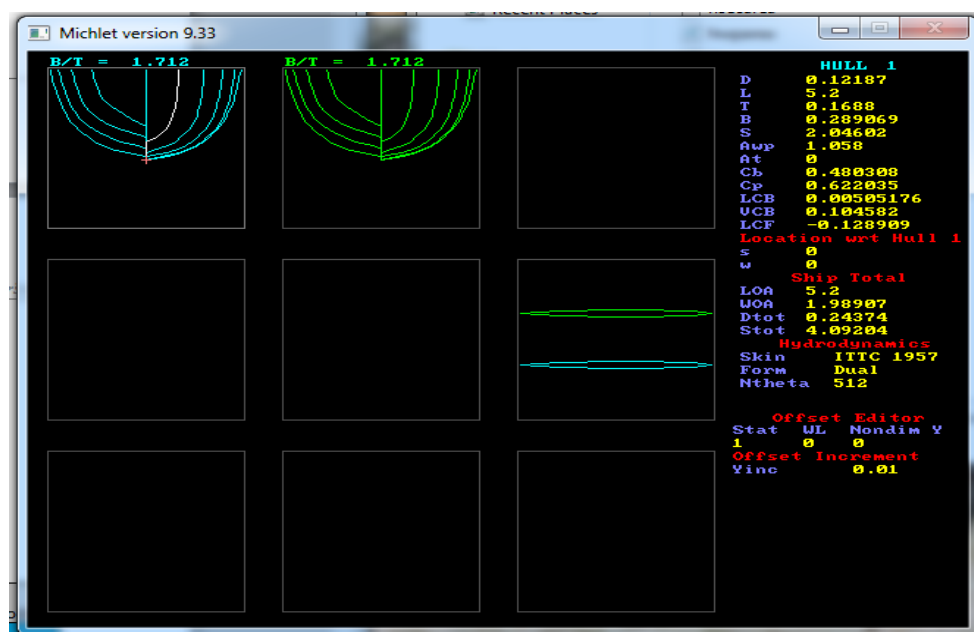 Recent Places
Michlet version 9.33
B/T = 1.712
B/T = 1.712
HULL 1
D 0.12187
L 5.2
T 0.1688
B 0.289069
S 2.04602
Awp 1.058
At 0
Cb 0.480308
Cp 0.622035
LCB 0.00505176
VCB 0.104582
LCF -0.128909
Location wrt Hull 1
s 0
w 0
Ship Total
LOA 5.2
WOA 1.98907
Dtot 0.24374
Stot 4.09204
Hydrodynamics
Skin ITTC 1957
Form Dual
Ntheta 512
Offset Editor
Stat WL Nondim Y
1 0 0
Offset Increment
Yinc 0.01